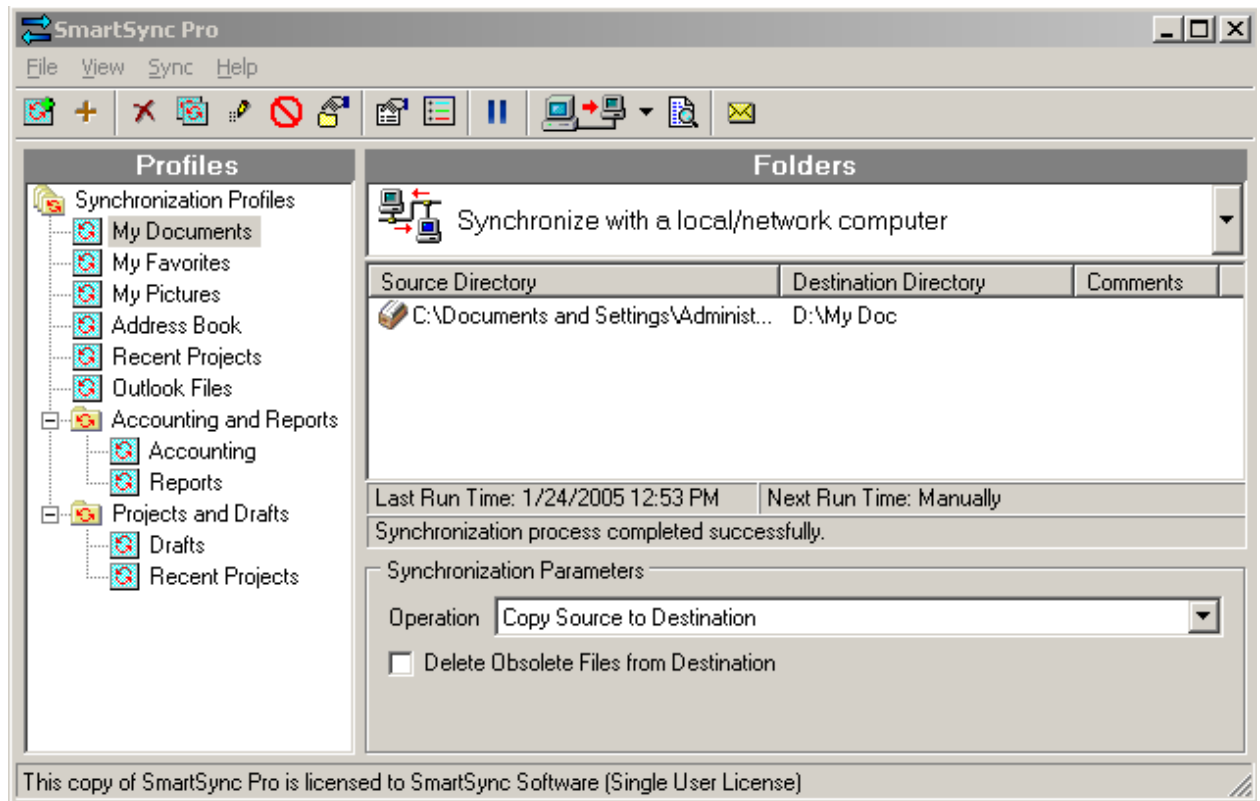 SmartSync Pro
File View Sync Help
Profiles
Synchronization Profiles
My Documents
My Favorites
My Pictures
Address Book
Recent Projects
Outlook Files
Accounting and Reports
Accounting
Reports
Projects and Drafts
Drafts
Recent Projects
Folders
Synchronize with a local/network computer
Source Directory Destination Directory Comments
C:\Documents and Settings\Administ... D:\My Doc
Last Run Time: 1/24/2005 12:53 PM Next Run Time: Manually
Synchronization process completed successfully.
Synchronization Parameters
Operation Copy Source to Destination
Delete Obsolete Files from Destination
This copy of SmartSync Pro is licensed to SmartSync Software (Single User License)